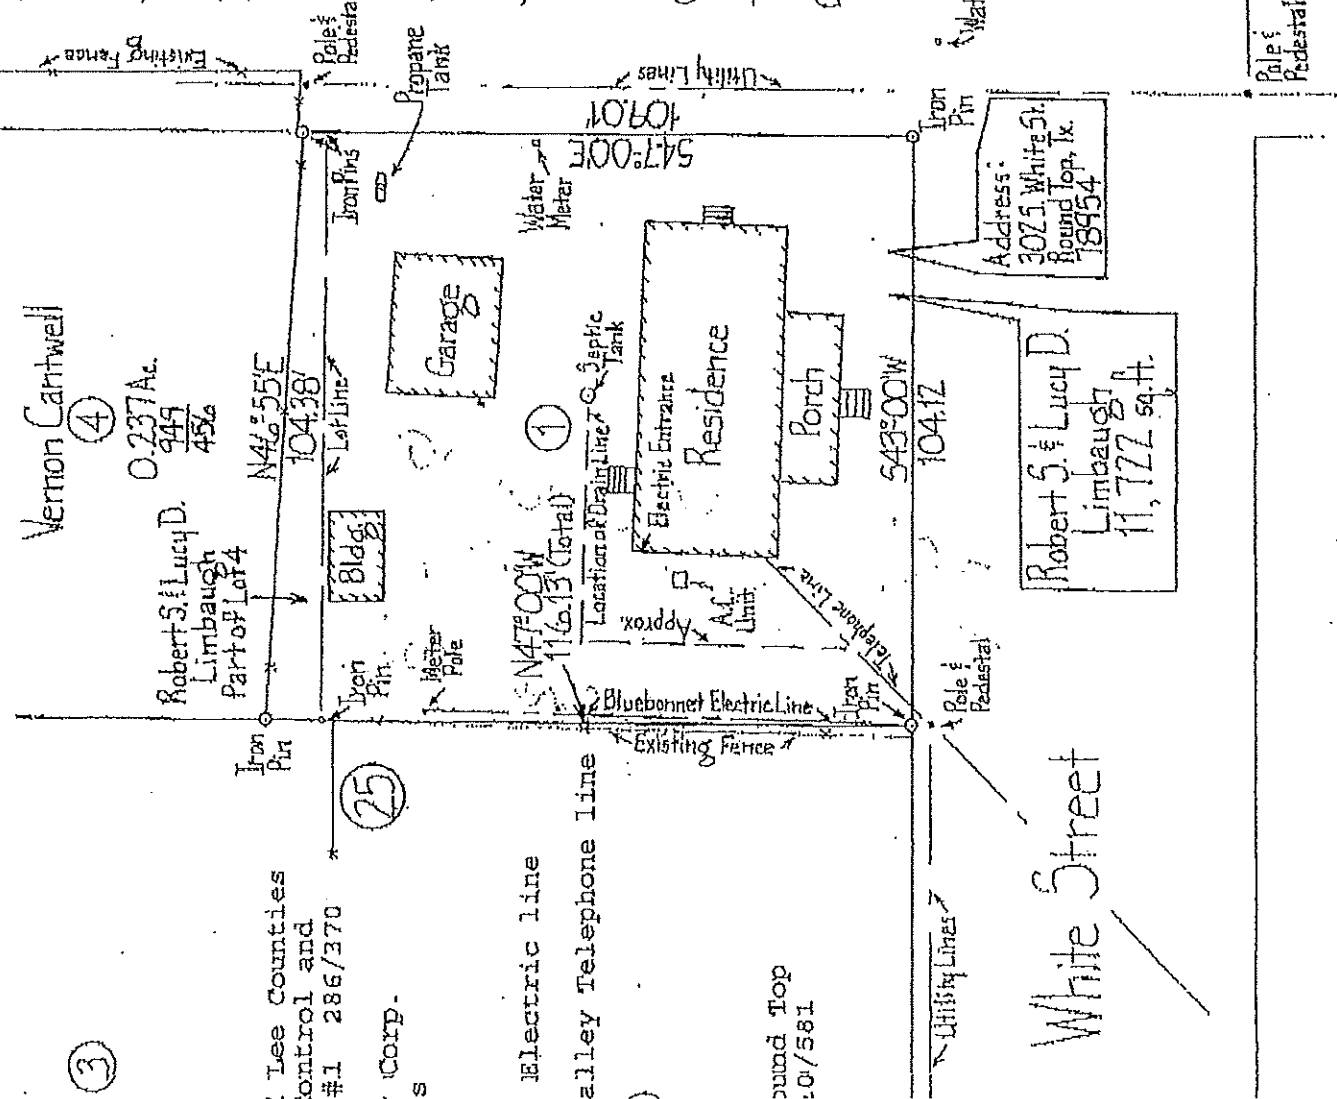 Vernon Cantwell
4
0.237 Ac.
949
456
Robert S. & Lucy D.
Limbaugh
Part of Lot 4
N46°55'E
104.38'
Lot Line
Existing Fence
Pole &
Pedestal
Propane
Tank
Iron Pins
Utility Lines
S47°00'E
109.01'
Water
Meter
Iron
Pin
Pole &
Pedestal
Garage
Bldg.
Iron
Pin
Iron
Pin
Meter
Pole
1
N47°00'W
116.13' (Total)
Location of Drain Line
Septic
Tank
Electric Entrance
Residence
Porch
Approx.
A.C.
Unit
Telephone Line
S43°00'W
104.12
Address:
302 S. White St.
Round Top, Tx.
78954
Robert S. & Lucy D.
Limbaugh
11,722 sq. ft.
Bluebonnet Electric Line
Existing Fence
Iron
Pin
Pole &
Pedestal
25
3
Lee Counties
ontrol and
#1 286/370
Corp.
s
Electric line
alley Telephone line
ound Top
0/581
Utility Lines
White Street